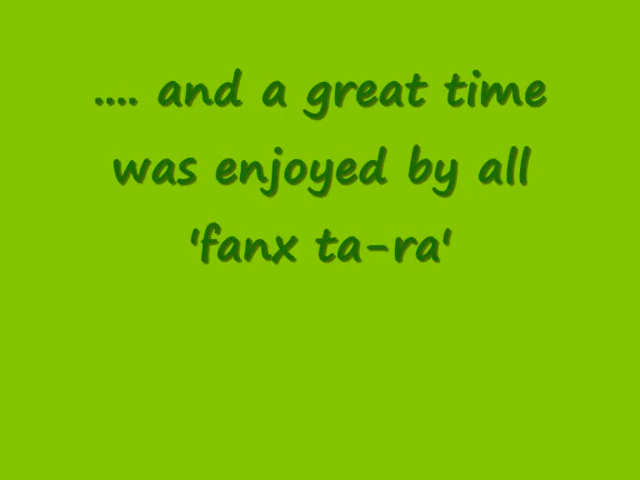 .... and a great time
was enjoyed by all
'fanx ta-ra'